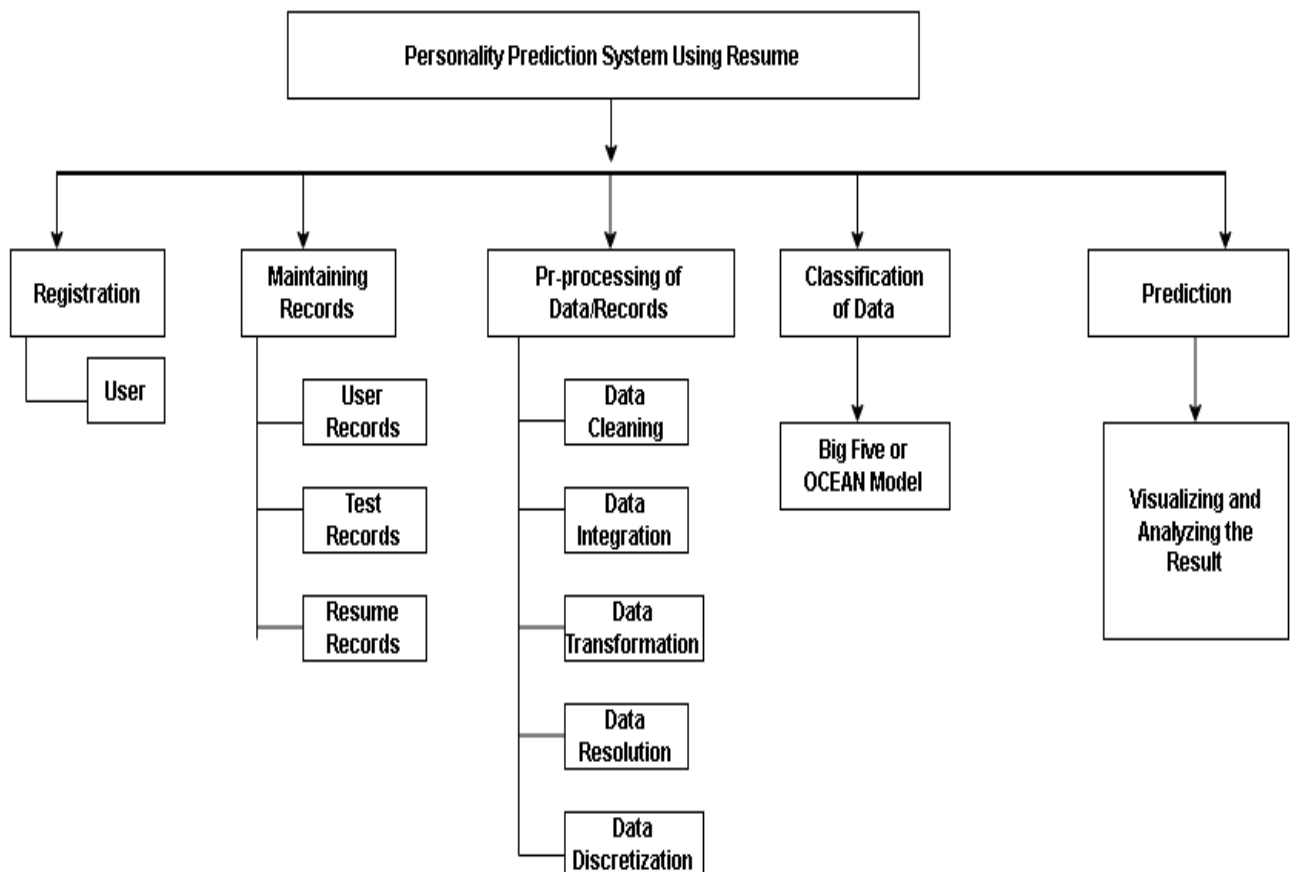 Personality Prediction System Using Resume
Registration
User
Maintaining
Records
User
Records
Test
Records
Resume
Records
Pr-processing of
Data/Records
Data
Cleaning
Data
Integration
Data
Transformation
Data
Resolution
Data
Discretization
Classification
of Data
Big Five or
OCEAN Model
Prediction
Visualizing and
Analyzing the
Result